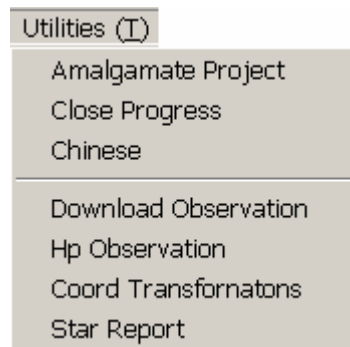 Utilities (T)
Amalgamate Project
Close Progress
Chinese
Download Observation
Hp Observation
Coord Transfornatons
Star Report